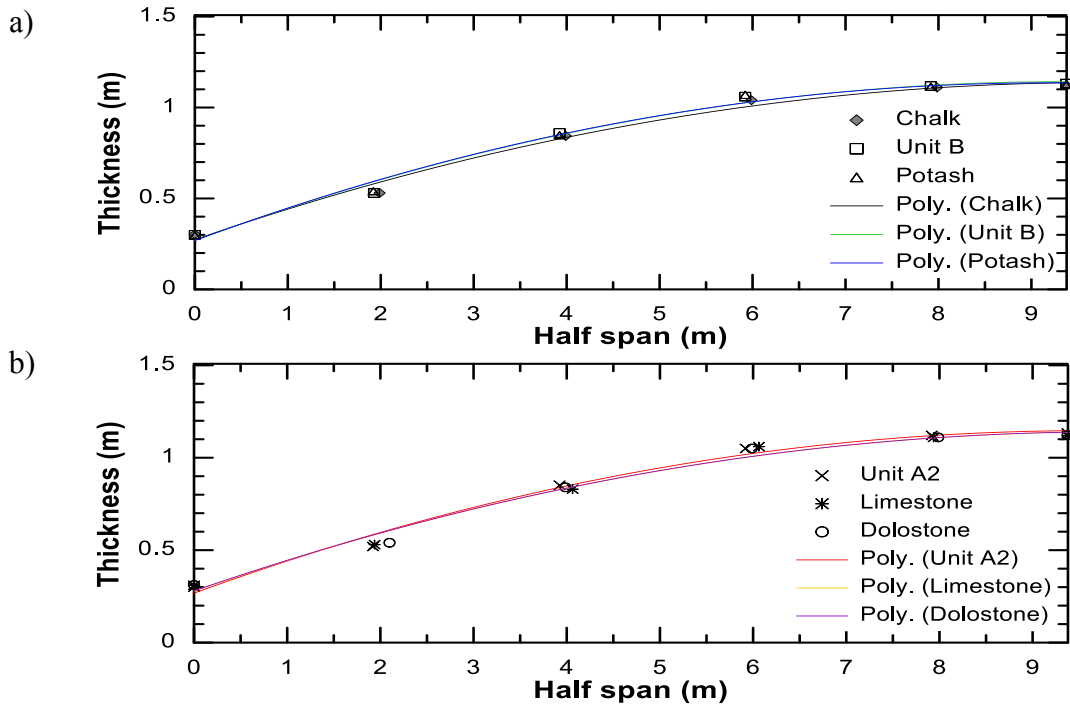 a)
1.5
1
0.5
0
Thickness (m)
Chalk
Unit B
Potash
Poly. (Chalk)
Poly. (Unit B)
Poly. (Potash)
0 1 2 3 4 5 6 7 8 9
Half span (m)
b)
1.5
1
0.5
0
Thickness (m)
Unit A2
Limestone
Dolostone
Poly. (Unit A2)
Poly. (Limestone)
Poly. (Dolostone)
0 1 2 3 4 5 6 7 8 9
Half span (m)